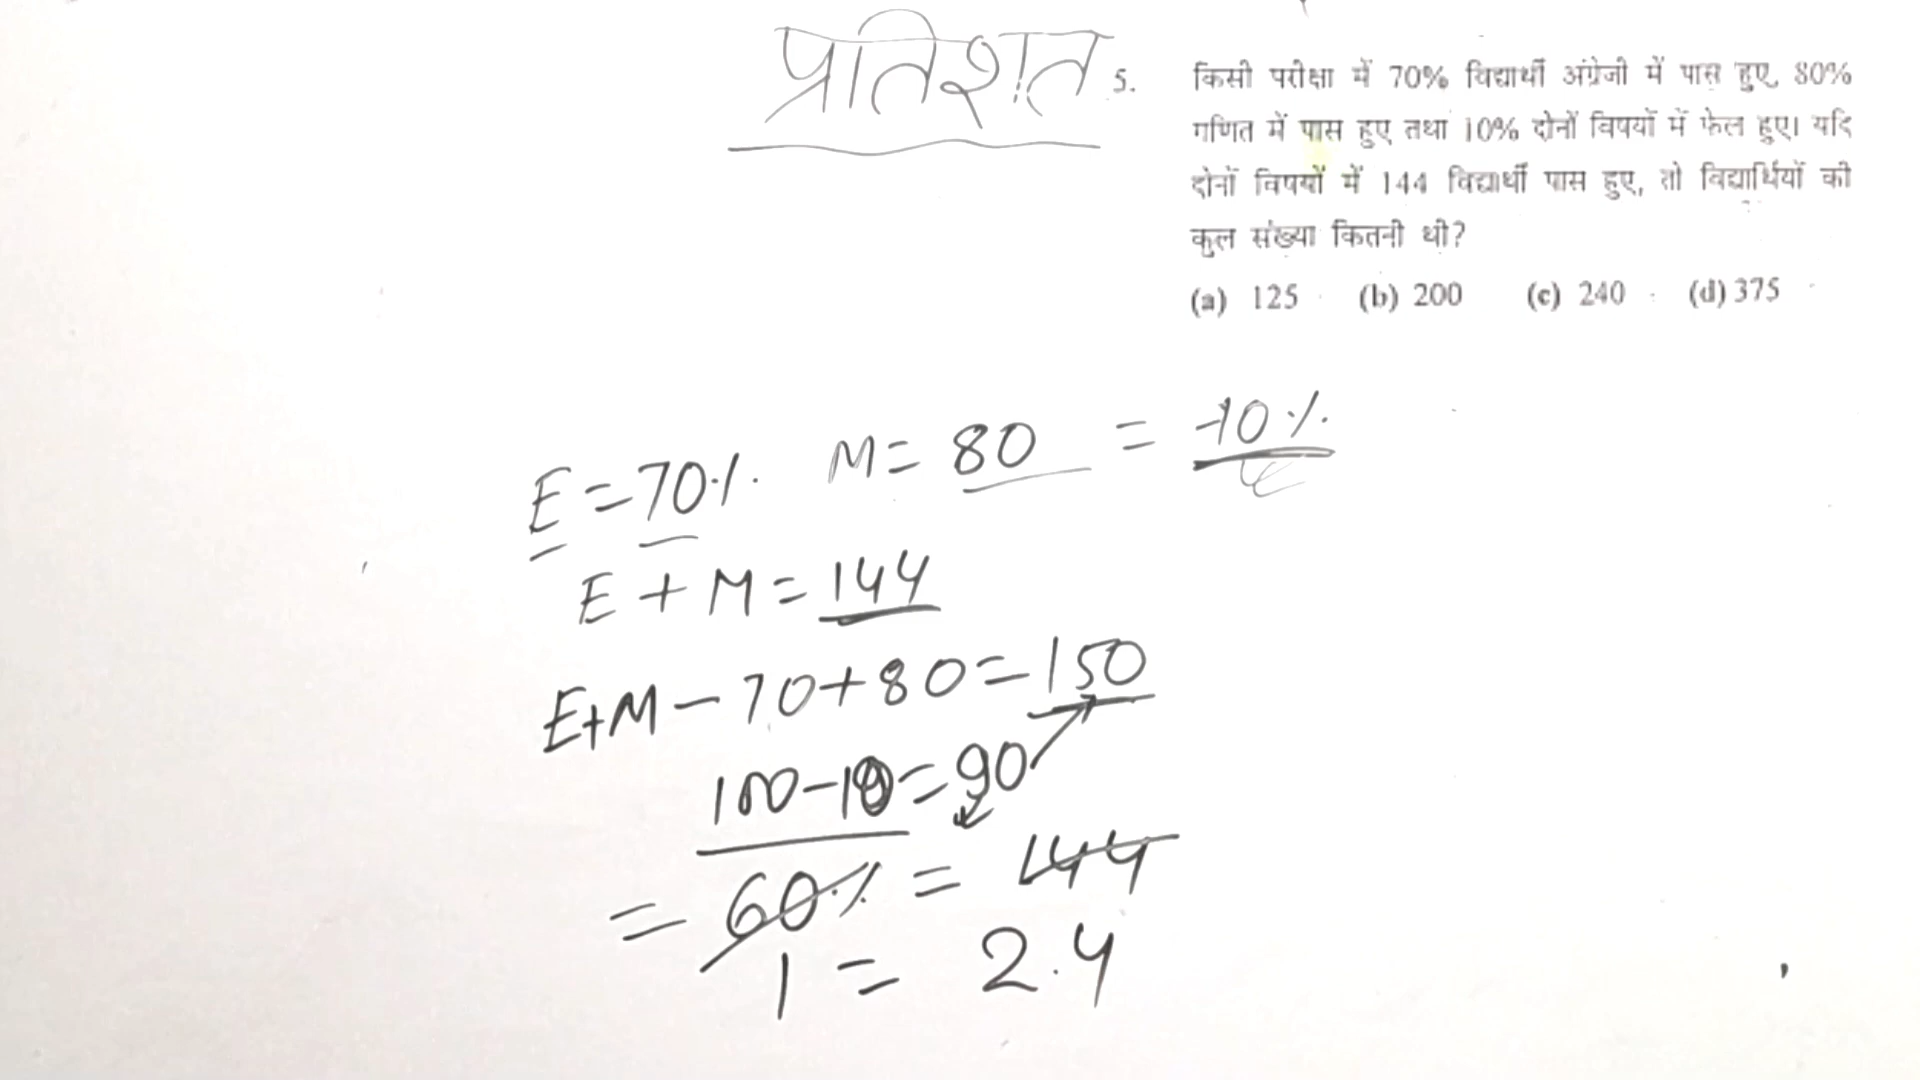 प्रतिशत
5. किसी परीक्षा में 70% विद्यार्थी अंग्रेजी में पास हुए, 80%
गणित में पास हुए तथा 10% दोनों विषयों में फेल हुए। यदि
दोनों विषयों में 144 विद्यार्थी पास हुए, तो विद्यार्थियों की
कुल संख्या कितनी थी?
(a) 125 (b) 200 (c) 240 (d) 375
E = 70% M = 80 = -10%
E + M = 144
E+M - 70+80 = 150
100-10 = 90
= 60% = 144
1 = 2.4